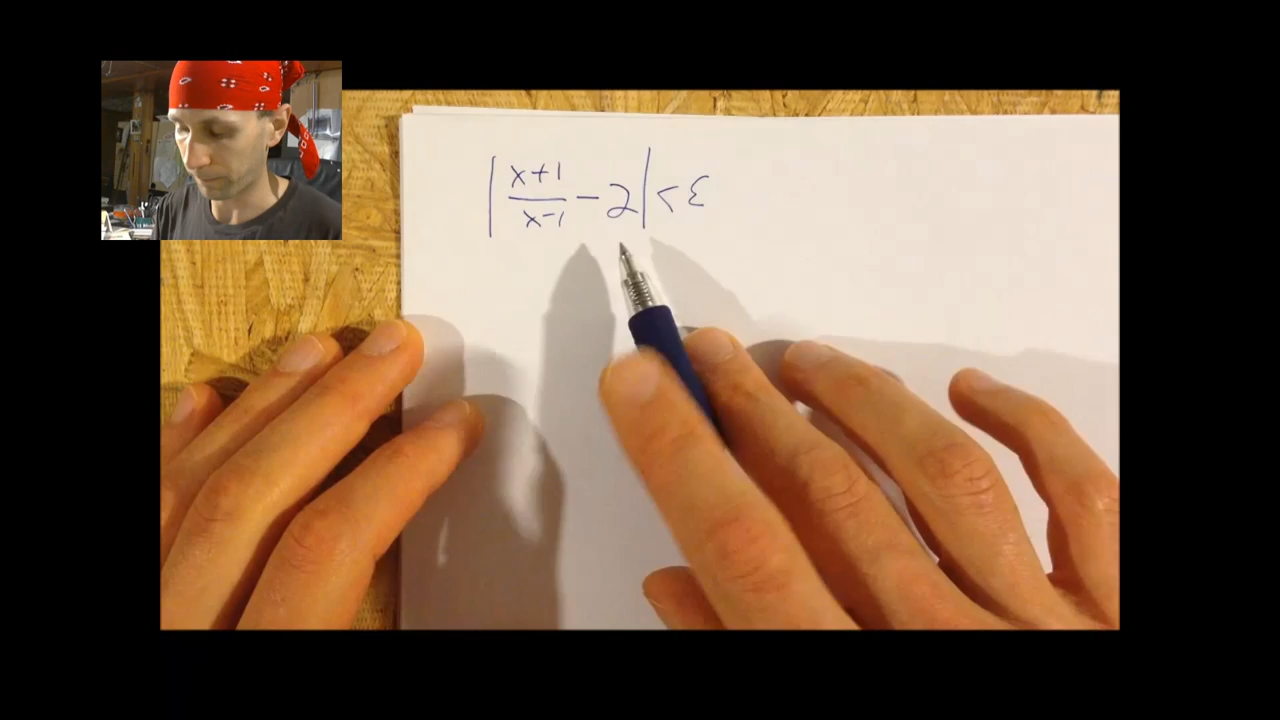 | x+1 / x-1 - 2 | < ε